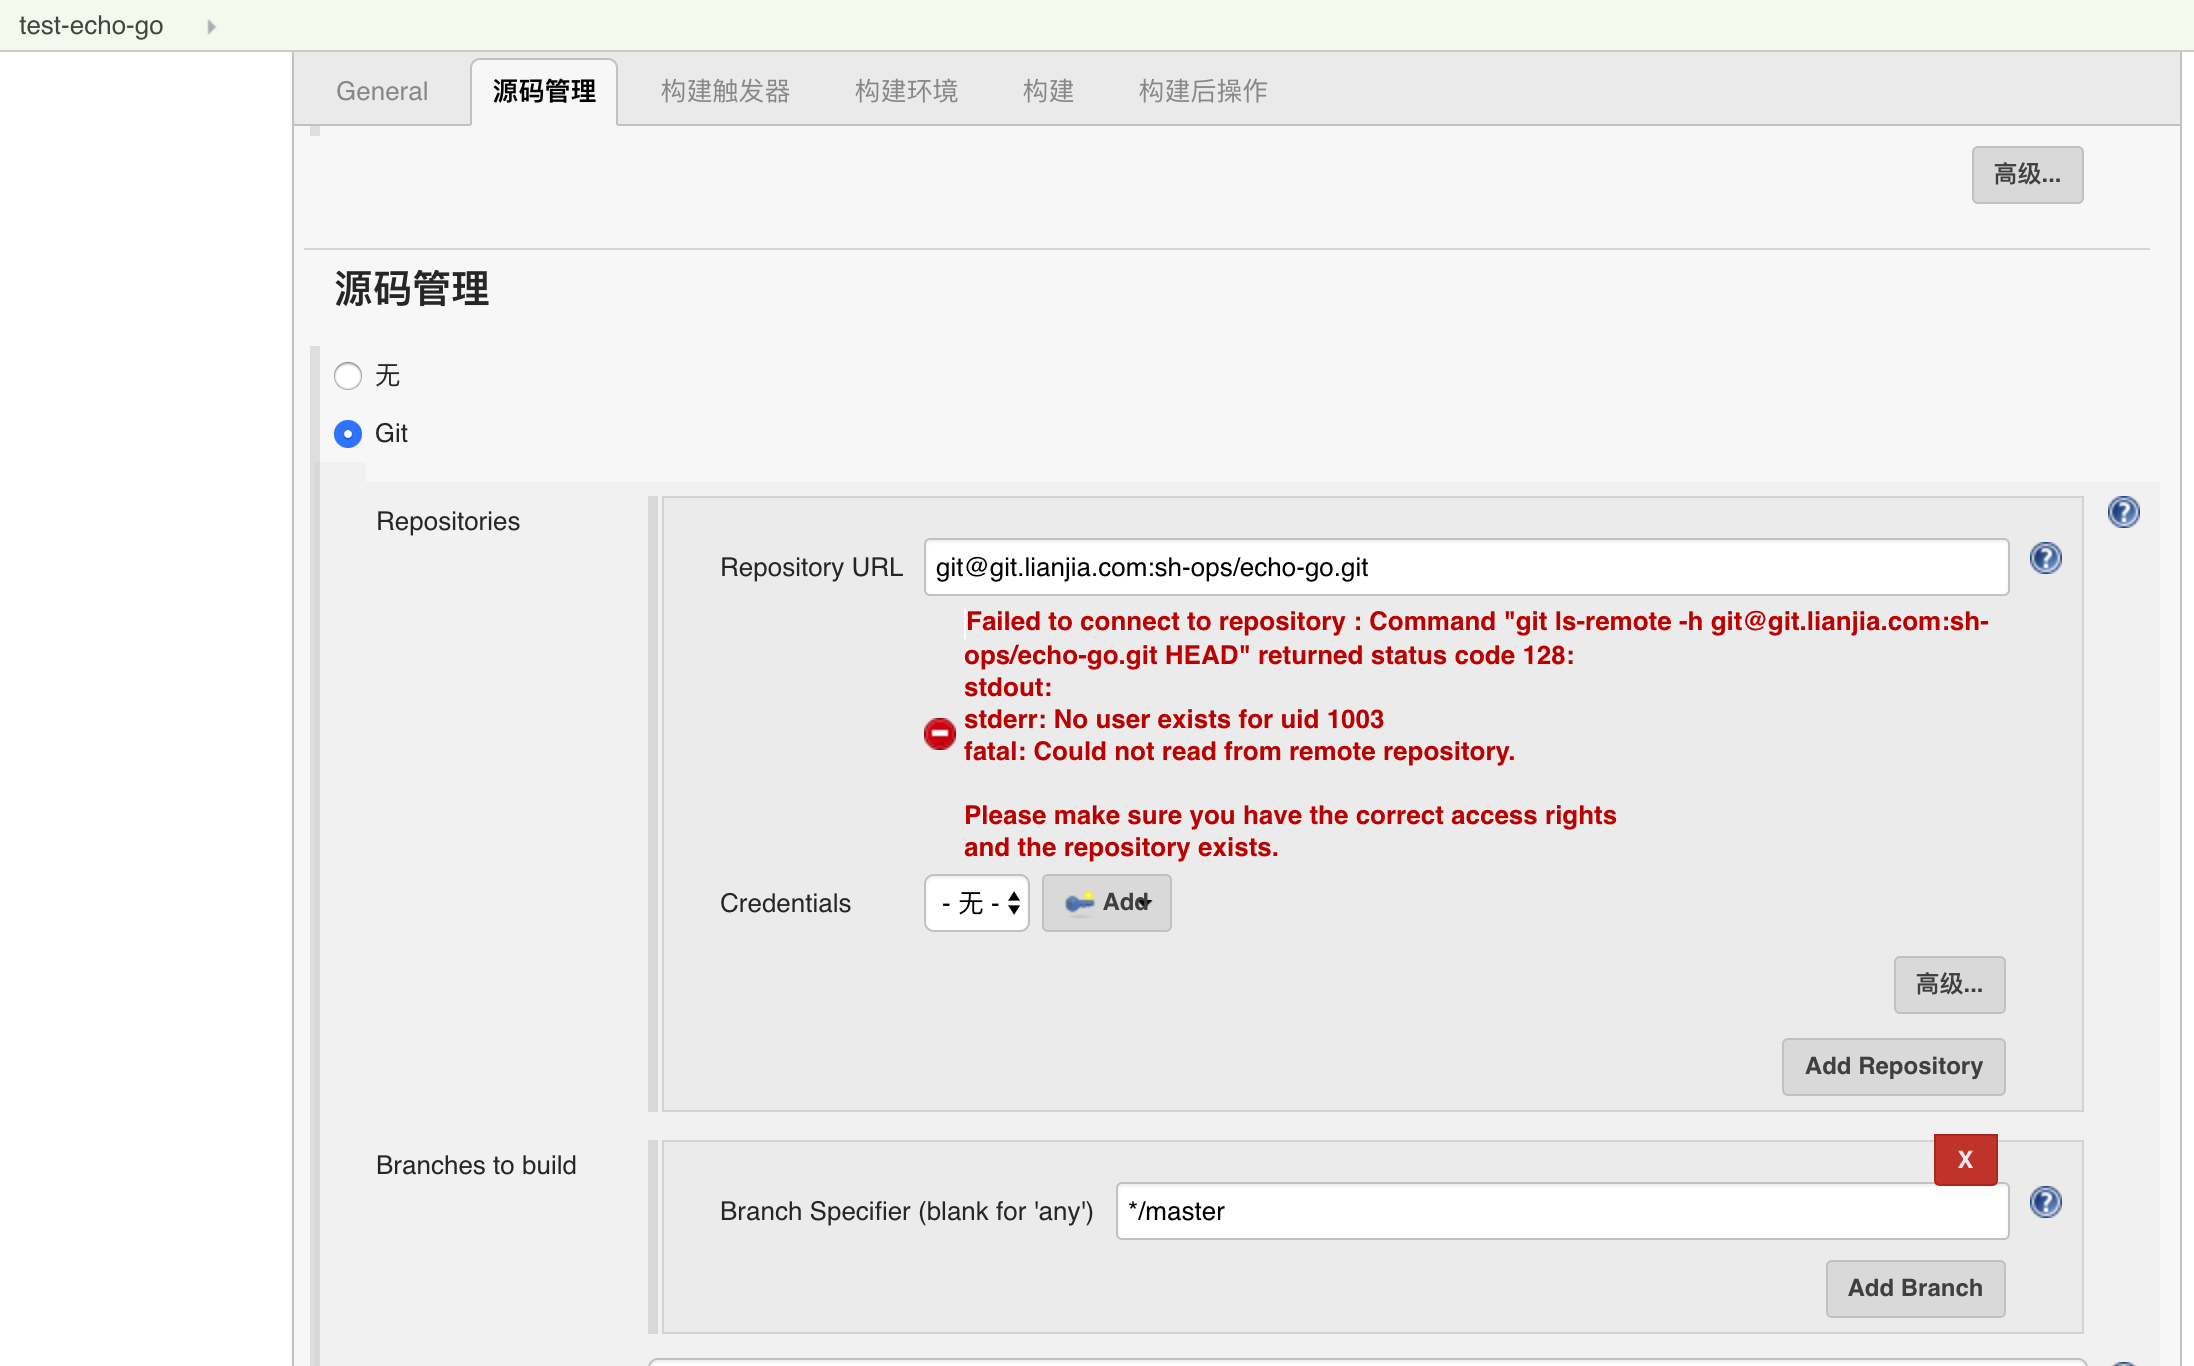 test-echo-go
General 源码管理 构建触发器 构建环境 构建 构建后操作
高级...
源码管理
无
Git
Repositories
Repository URL git@git.lianjia.com:sh-ops/echo-go.git
Failed to connect to repository : Command "git ls-remote -h git@git.lianjia.com:sh-
ops/echo-go.git HEAD" returned status code 128:
stdout:
stderr: No user exists for uid 1003
fatal: Could not read from remote repository.
Please make sure you have the correct access rights
and the repository exists.
Credentials - 无 - Add
高级...
Add Repository
Branches to build
X
Branch Specifier (blank for 'any') */master
Add Branch